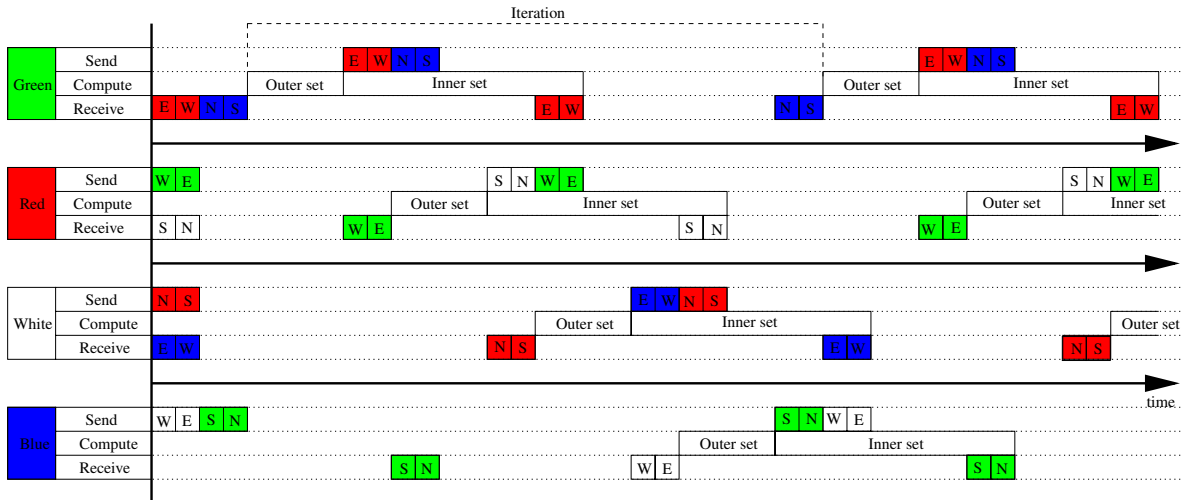 Iteration
Send E W N S E W N S
Green Compute Outer set Inner set Outer set Inner set
Receive E W N S E W N S E W
Send W E S N W E S N W E
Red Compute Outer set Inner set Outer set Inner set
Receive S N W E S N W E
Send N S E W N S
White Compute Outer set Inner set Outer set
Receive E W N S E W N S
time
Send W E S N S N W E
Blue Compute Outer set Inner set
Receive S N W E S N